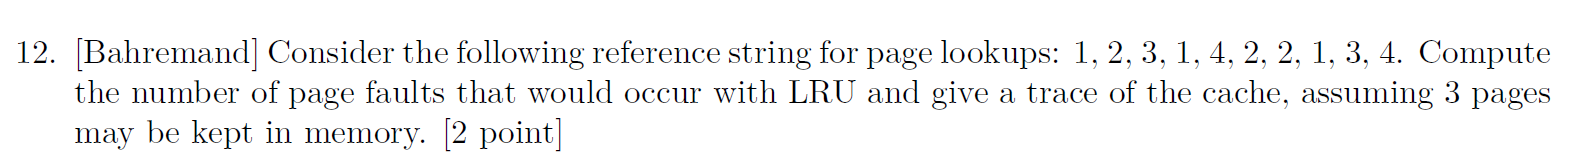 12. [Bahremand] Consider the following reference string for page lookups: 1, 2, 3, 1, 4, 2, 2, 1, 3, 4. Compute
the number of page faults that would occur with LRU and give a trace of the cache, assuming 3 pages
may be kept in memory. [2 point]